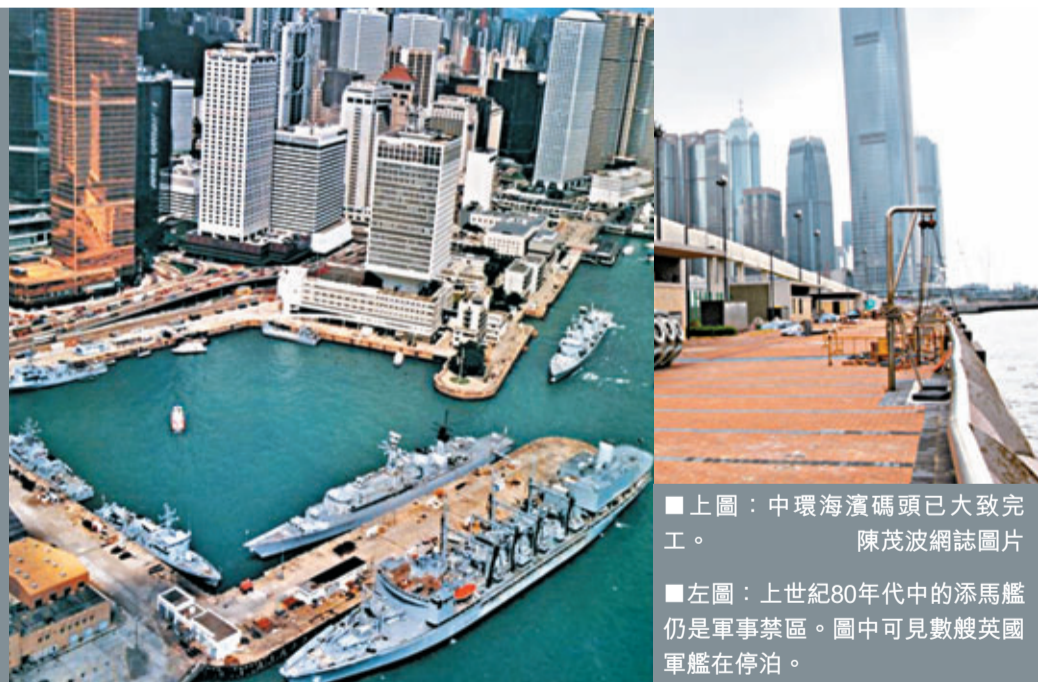 ■上圖：中環海濱碼頭已大致完
工。 陳茂波網誌圖片
■左圖：上世紀80年代中的添馬艦
仍是軍事禁區。圖中可見數艘英國
軍艦在停泊。